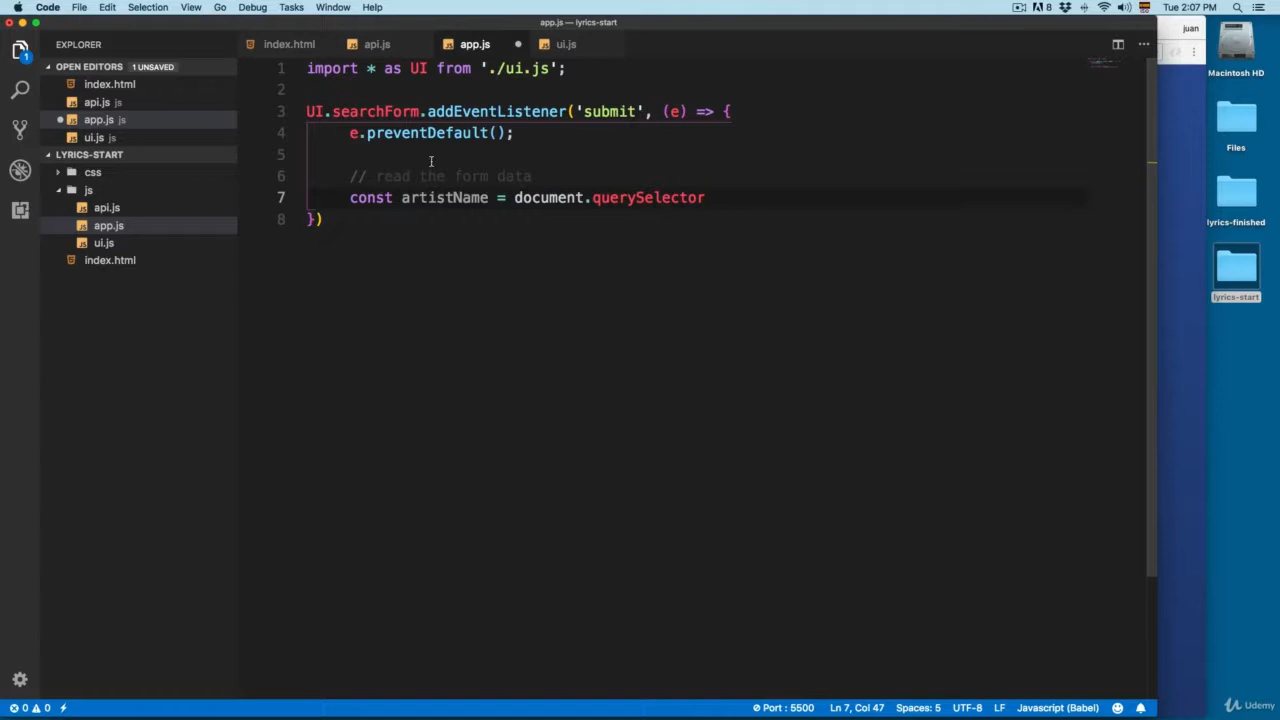 Code File Edit Selection View Go Debug Tasks Window Help 8 Tue 2:07 PM
app.js — lyrics-start
juan
EXPLORER
index.html api.js app.js ui.js
OPEN EDITORS 1 UNSAVED
index.html
api.js js
app.js js
ui.js js
LYRICS-START
css
js
api.js
app.js
ui.js
index.html
1 import * as UI from './ui.js';
2
3 UI.searchForm.addEventListener('submit', (e) => {
4 e.preventDefault();
5
6 // read the form data
7 const artistName = document.querySelector
8 })
Macintosh HD
Files
lyrics-finished
lyrics-start
1
0 0 Port : 5500 Ln 7, Col 47 Spaces: 5 UTF-8 LF Javascript (Babel)
Udemy